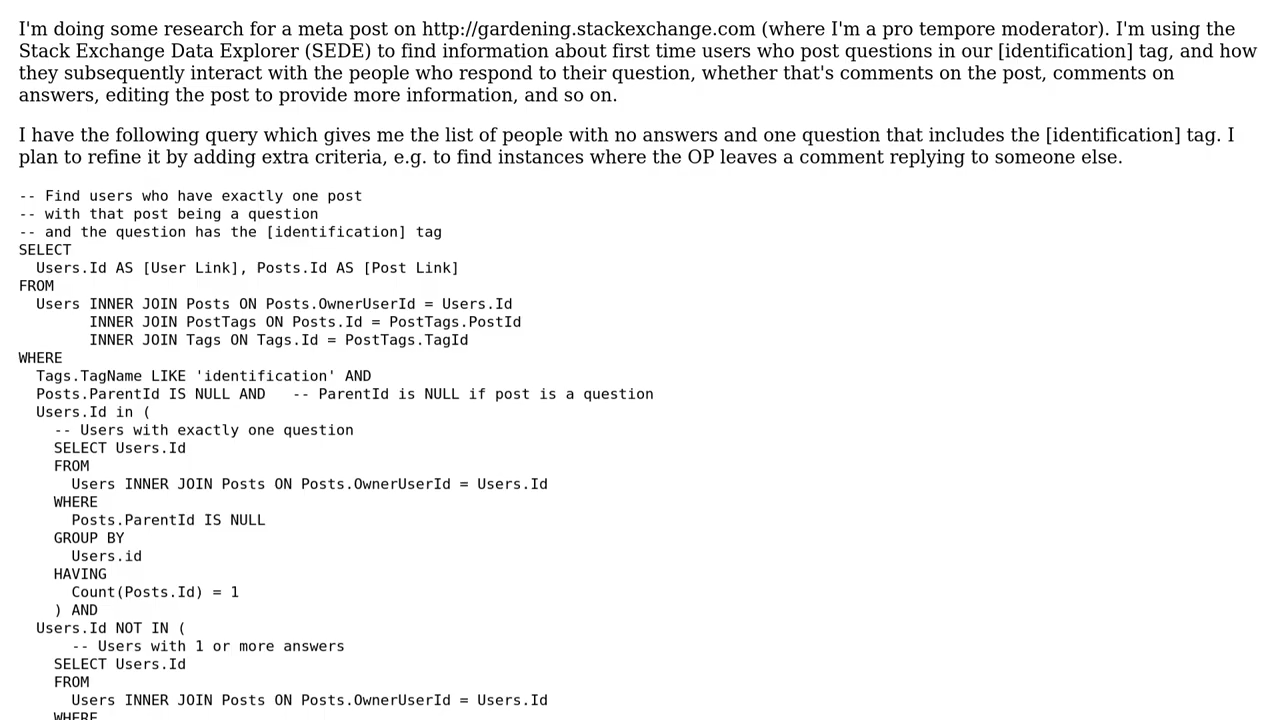 I'm doing some research for a meta post on http://gardening.stackexchange.com (where I'm a pro tempore moderator). I'm using the
Stack Exchange Data Explorer (SEDE) to find information about first time users who post questions in our [identification] tag, and how
they subsequently interact with the people who respond to their question, whether that's comments on the post, comments on
answers, editing the post to provide more information, and so on.
I have the following query which gives me the list of people with no answers and one question that includes the [identification] tag. I
plan to refine it by adding extra criteria, e.g. to find instances where the OP leaves a comment replying to someone else.
-- Find users who have exactly one post
-- with that post being a question
-- and the question has the [identification] tag
SELECT
  Users.Id AS [User Link], Posts.Id AS [Post Link]
FROM
  Users INNER JOIN Posts ON Posts.OwnerUserId = Users.Id
        INNER JOIN PostTags ON Posts.Id = PostTags.PostId
        INNER JOIN Tags ON Tags.Id = PostTags.TagId
WHERE
  Tags.TagName LIKE 'identification' AND
  Posts.ParentId IS NULL AND   -- ParentId is NULL if post is a question
  Users.Id in (
    -- Users with exactly one question
    SELECT Users.Id
    FROM
      Users INNER JOIN Posts ON Posts.OwnerUserId = Users.Id
    WHERE
      Posts.ParentId IS NULL
    GROUP BY
      Users.id
    HAVING
      Count(Posts.Id) = 1
    ) AND
  Users.Id NOT IN (
      -- Users with 1 or more answers
    SELECT Users.Id
    FROM
      Users INNER JOIN Posts ON Posts.OwnerUserId = Users.Id
    WHERE